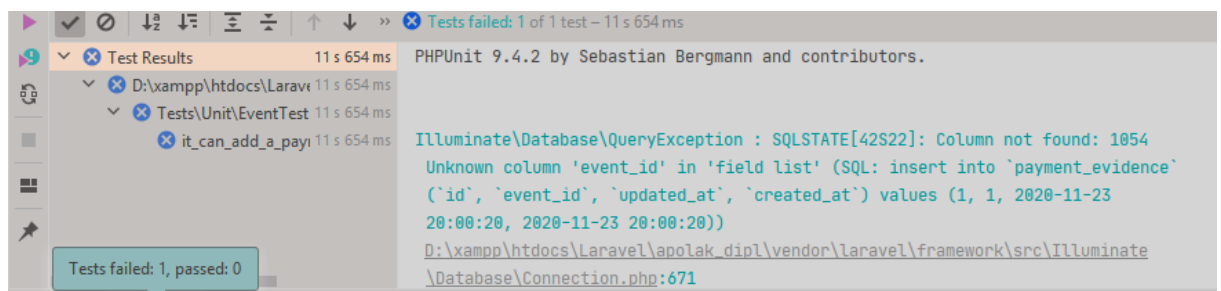 Tests failed: 1 of 1 test – 11 s 654 ms
Test Results 11 s 654 ms
D:\xampp\htdocs\Larave 11 s 654 ms
Tests\Unit\EventTest 11 s 654 ms
it_can_add_a_pay 11 s 654 ms
Tests failed: 1, passed: 0
PHPUnit 9.4.2 by Sebastian Bergmann and contributors.
Illuminate\Database\QueryException : SQLSTATE[42S22]: Column not found: 1054
Unknown column 'event_id' in 'field list' (SQL: insert into `payment_evidence`
(`id`, `event_id`, `updated_at`, `created_at`) values (1, 1, 2020-11-23
20:00:20, 2020-11-23 20:00:20))
D:\xampp\htdocs\Laravel\apolak_dipl\vendor\laravel\framework\src\Illuminate
\Database\Connection.php:671